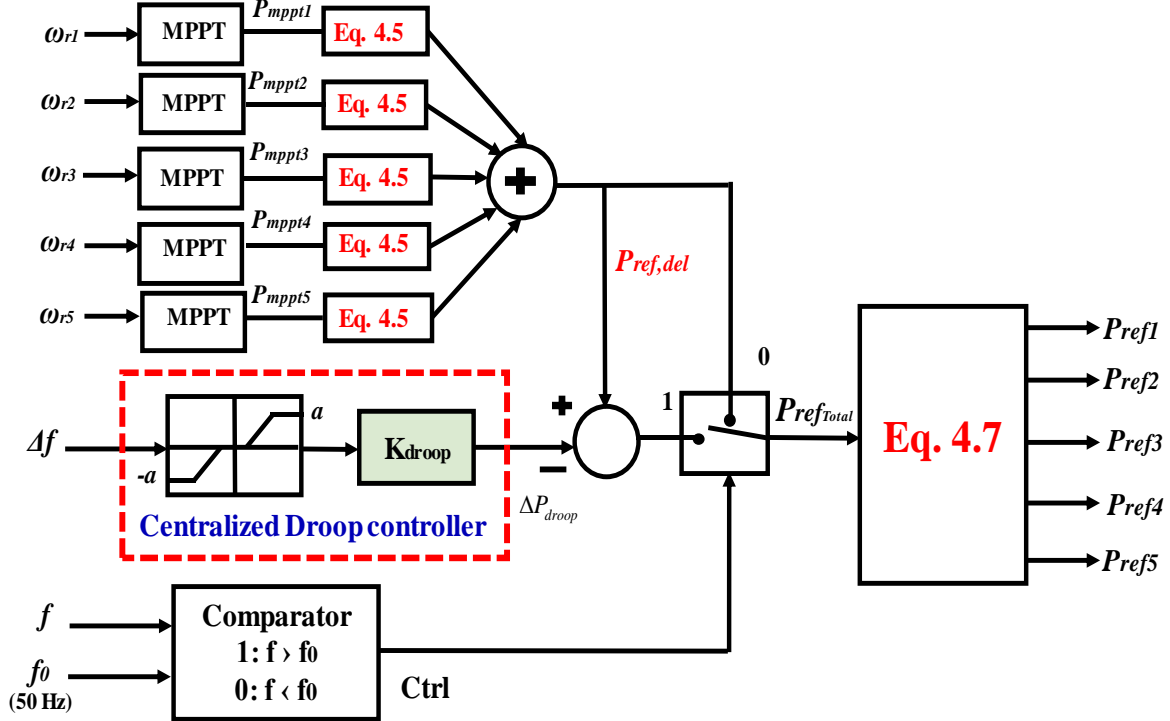 ωr1
MPPT
Pmppt1
Eq. 4.5
ωr2
MPPT
Pmppt2
Eq. 4.5
ωr3
MPPT
Pmppt3
Eq. 4.5
ωr4
MPPT
Pmppt4
Eq. 4.5
ωr5
MPPT
Pmppt5
Eq. 4.5
+
Pref,del
0
1
PrefTotal
Eq. 4.7
Pref1
Pref2
Pref3
Pref4
Pref5
Δf
a
-a
Kdroop
+
−
ΔPdroop
Centralized Droop controller
f
f0
(50 Hz)
Comparator
1: f › f0
0: f ‹ f0
Ctrl